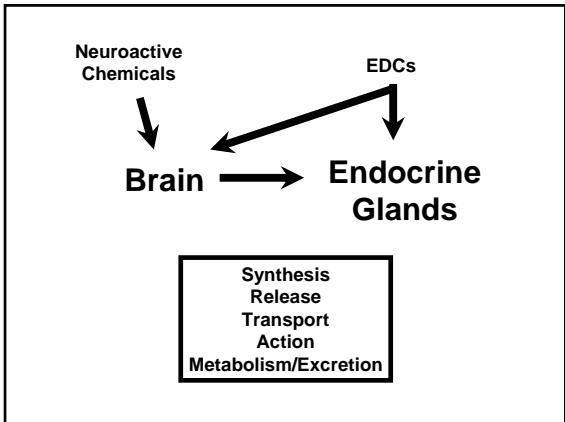 Neuroactive
Chemicals
EDCs
Brain
Endocrine
Glands
Synthesis
Release
Transport
Action
Metabolism/Excretion